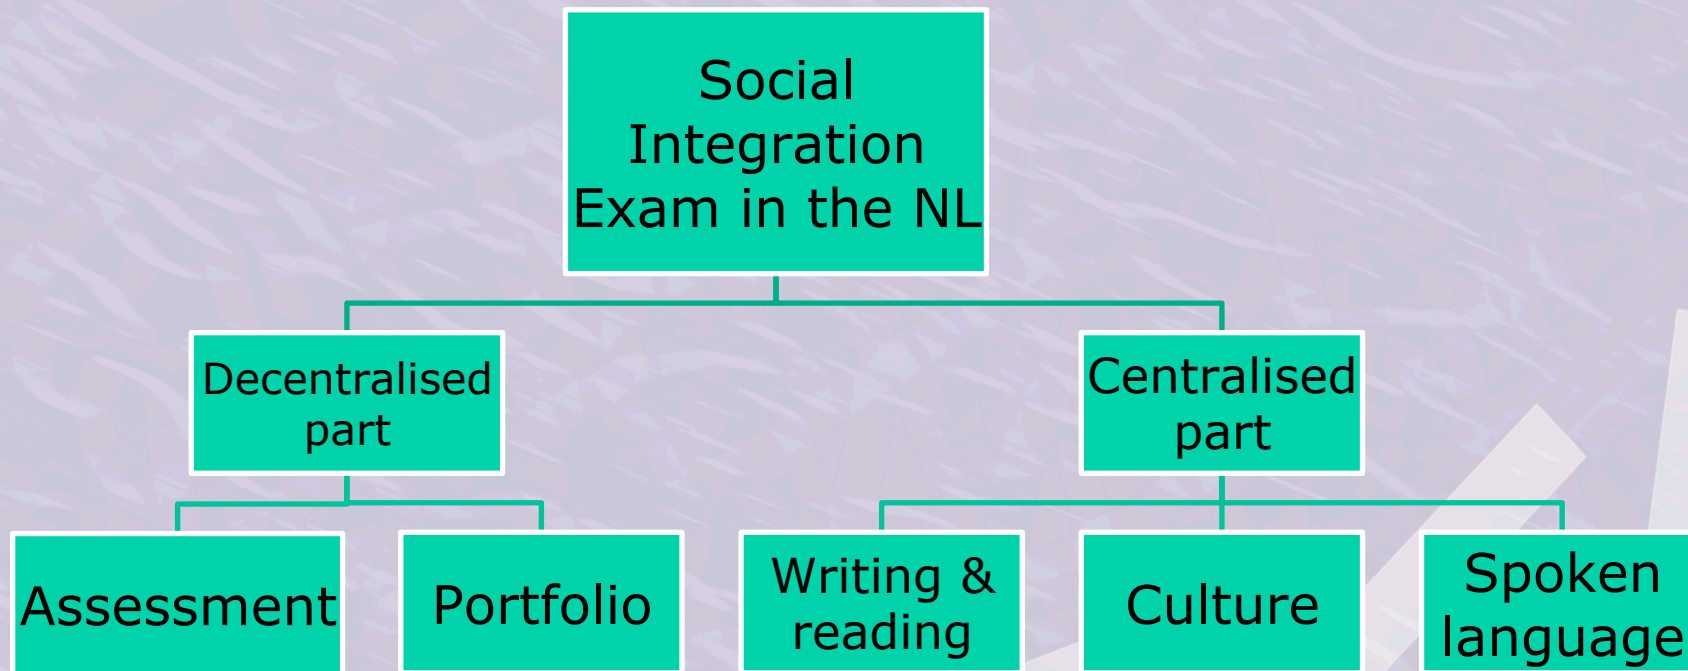 Social
Integration
Exam in the NL
Decentralised
part
Centralised
part
Assessment
Portfolio
Writing &
reading
Culture
Spoken
language